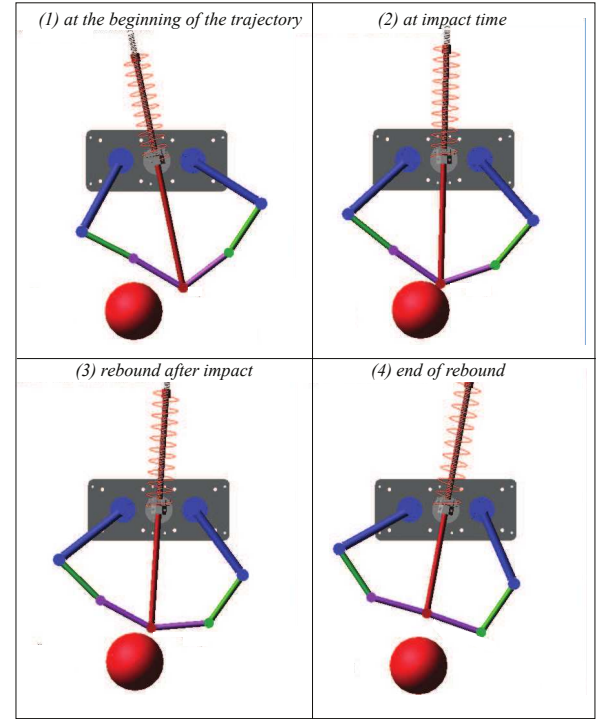 (1) at the beginning of the trajectory
(2) at impact time
(3) rebound after impact
(4) end of rebound